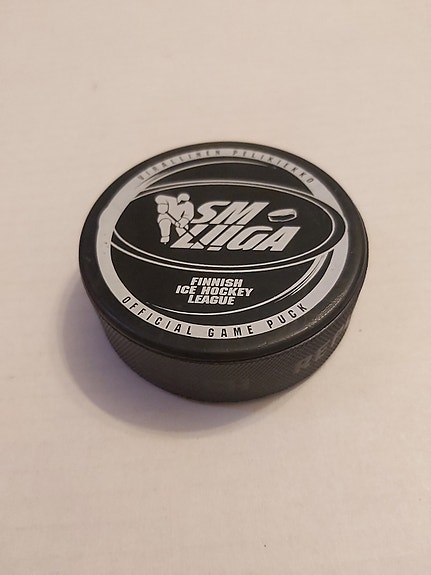 VIRALLINEN PELIKIEKKO
SM
LIIGA
FINNISH
ICE HOCKEY
LEAGUE
OFFICIAL GAME PUCK